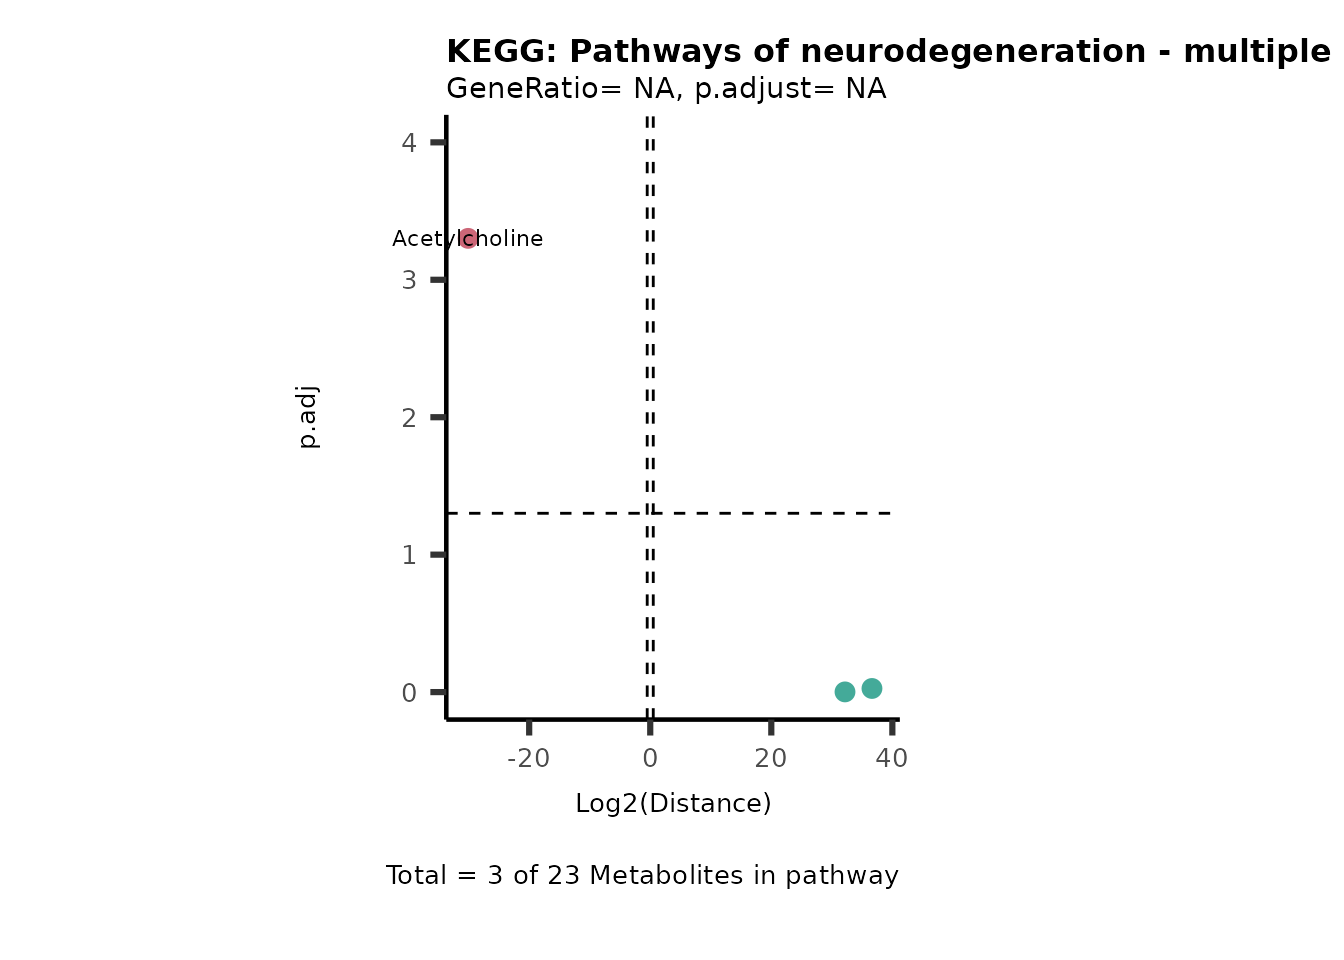 KEGG: Pathways of neurodegeneration - multiple
GeneRatio= NA, p.adjust= NA
4
Acetylcholine
3
p.adj
2
1
0
-20 0 20 40
Log2(Distance)
Total = 3 of 23 Metabolites in pathway